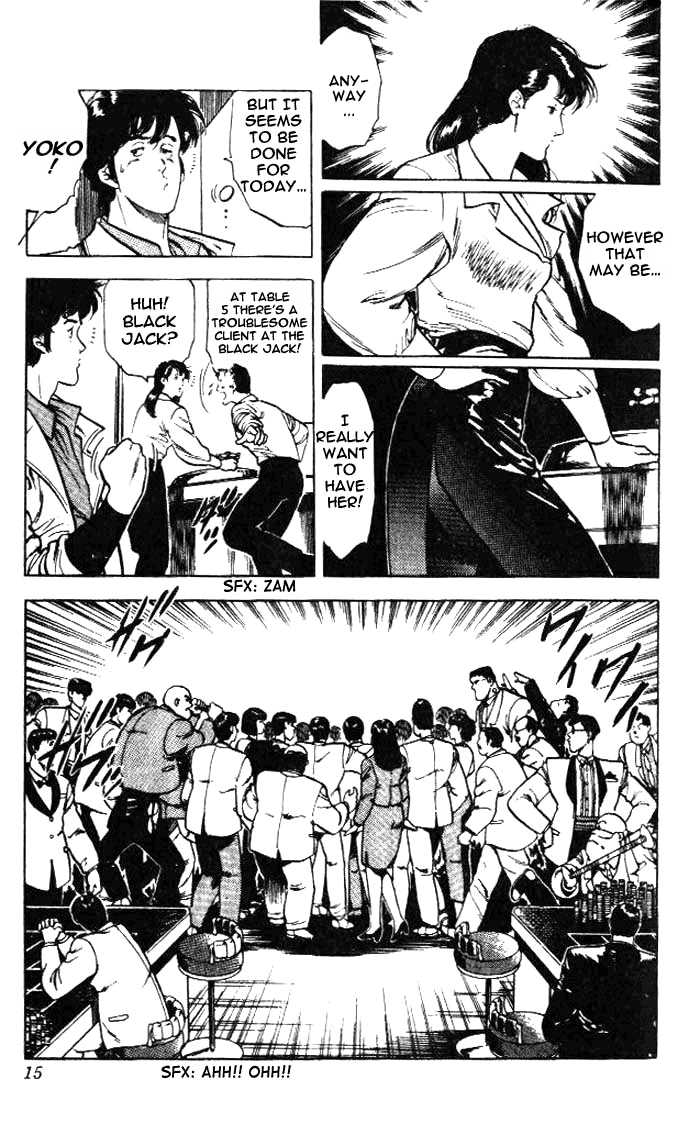 ANY-
WAY
...
HOWEVER
THAT
MAY BE...
I
REALLY
WANT
TO
HAVE
HER!
BUT IT
SEEMS
TO BE
DONE
FOR
TODAY...
...
YOKO
!
AT TABLE
5 THERE'S A
TROUBLESOME
CLIENT AT THE
BLACK JACK!
HUH!
BLACK
JACK?
SFX: ZAM
15
SFX: AHH!! OHH!!